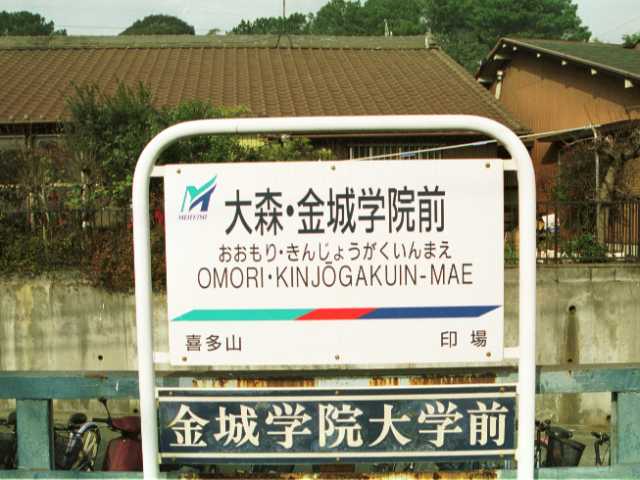 MEITETSU
大森・金城学院前
おおもり・きんじょうがくいんまえ
OMORI・KINJŌGAKUIN-MAE
喜多山 印場
金城学院大学前